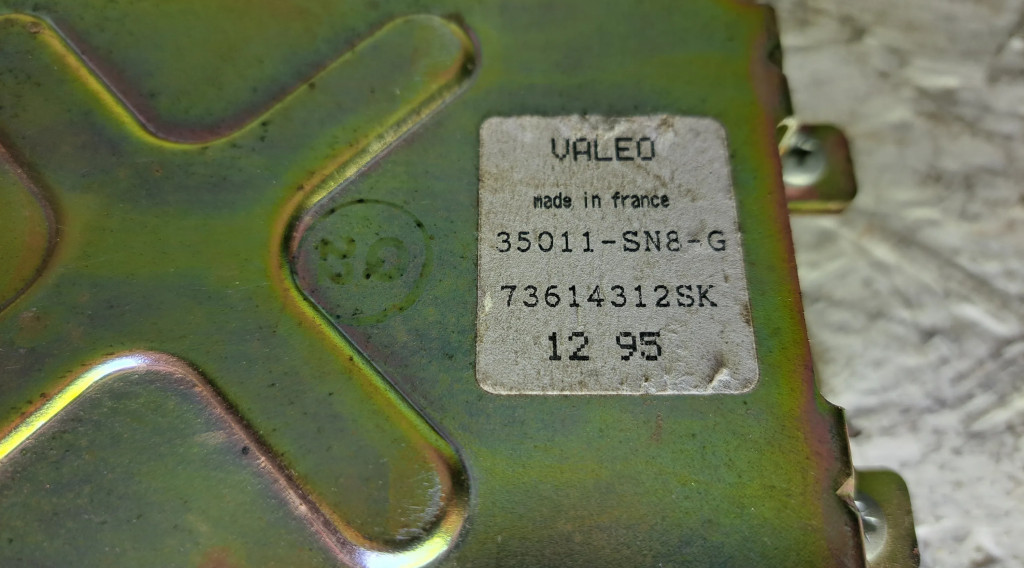 VALEO
made in france
35011-SN8-G
73614312SK
12 95